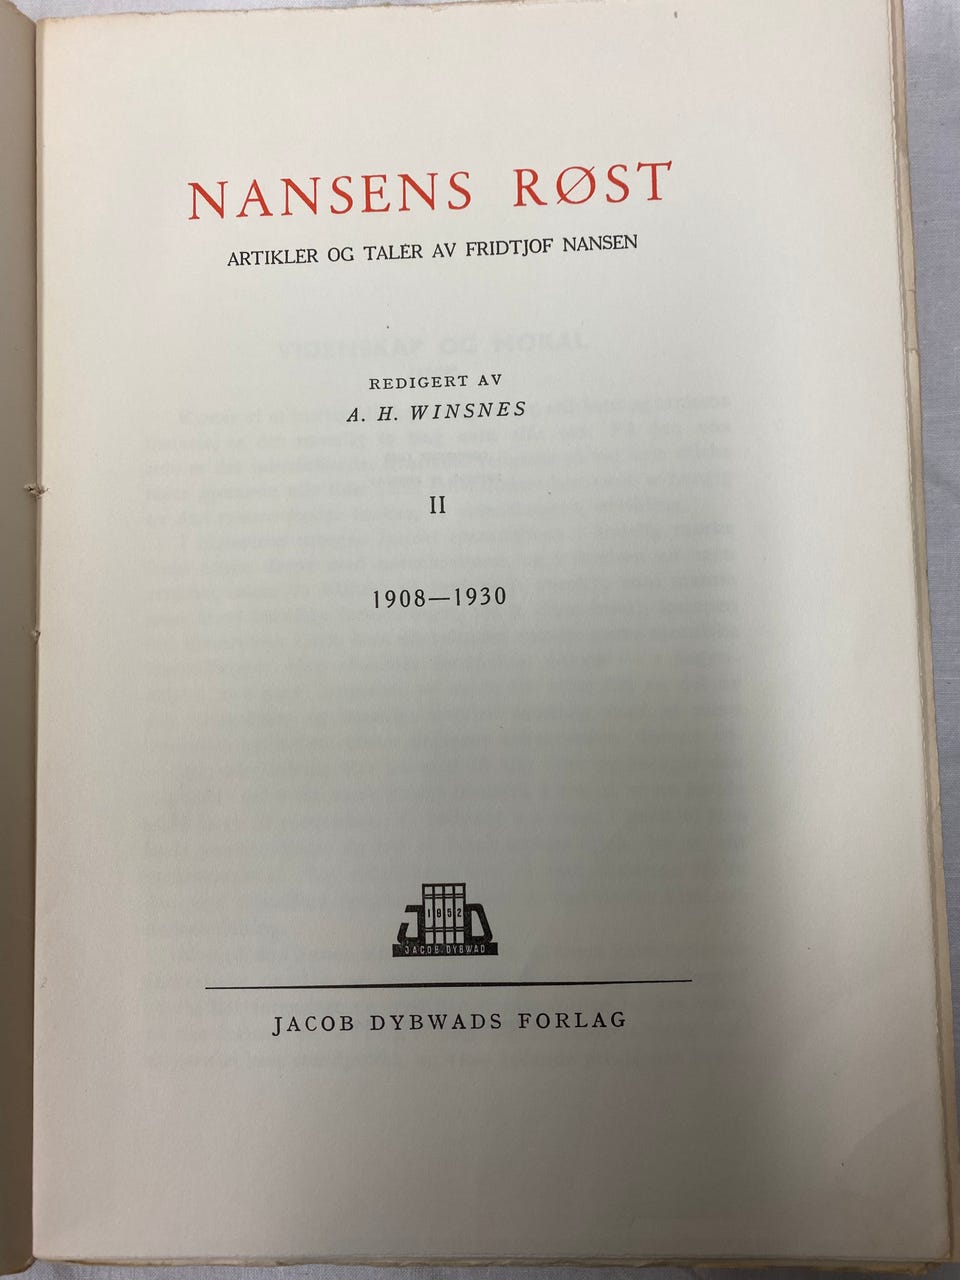 NANSENS RØST
ARTIKLER OG TALER AV FRIDTJOF NANSEN
REDIGERT AV
A. H. WINSNES
II
1908—1930
1852
JD
JACOB DYBWAD
JACOB DYBWADS FORLAG